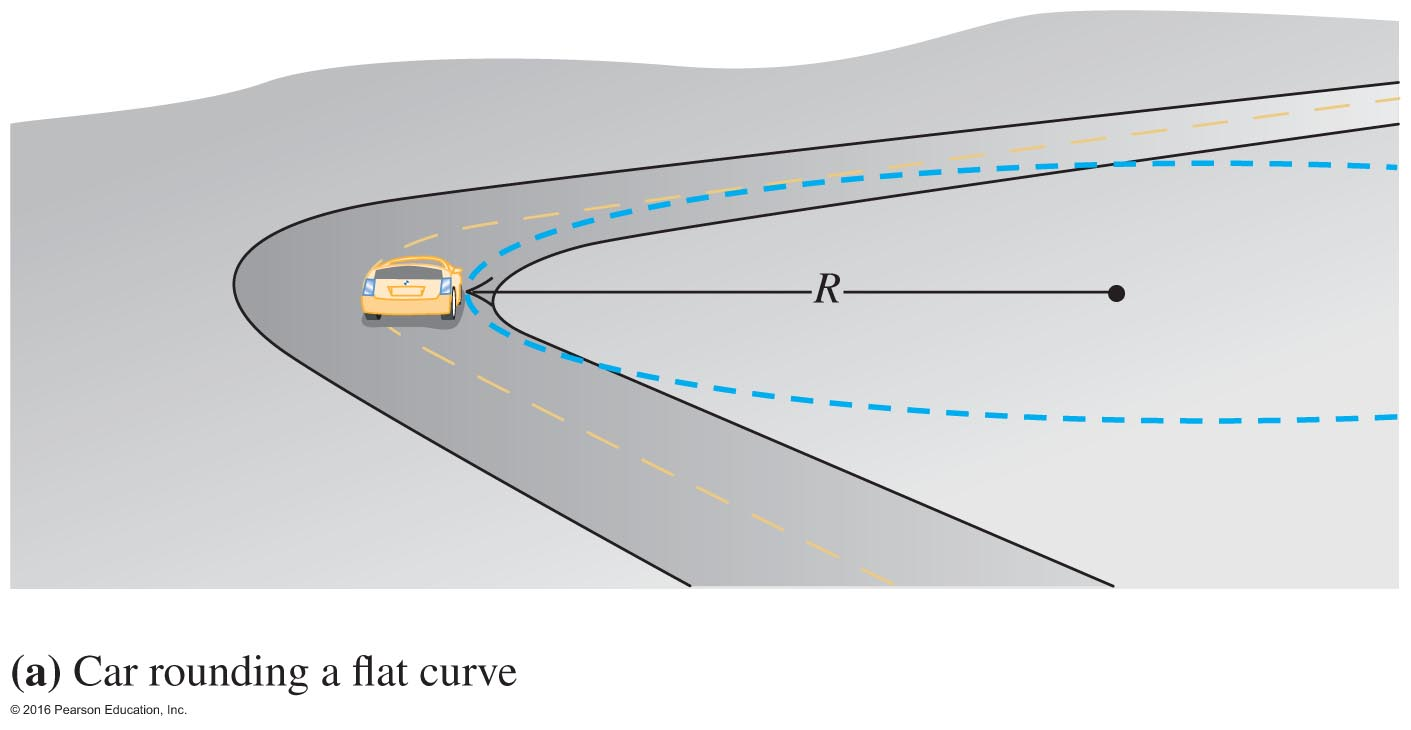 R
(a) Car rounding a flat curve
© 2016 Pearson Education, Inc.